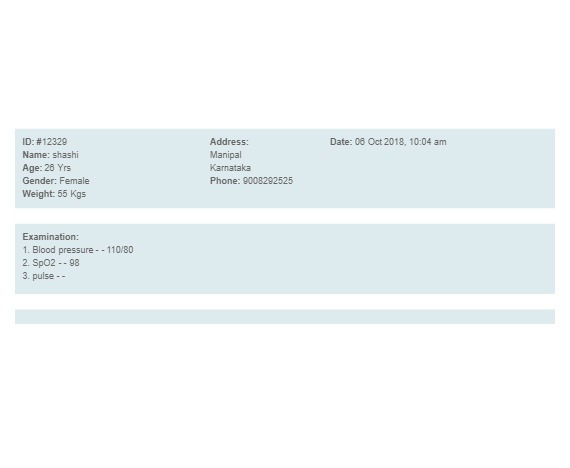 ID: #12329
Name: shashi
Age: 26 Yrs
Gender: Female
Weight: 55 Kgs
Address:
Manipal
Karnataka
Phone: 9008292525
Date: 06 Oct 2018, 10:04 am
Examination:
1. Blood pressure - - 110/80
2. SpO2 - - 98
3. pulse - -